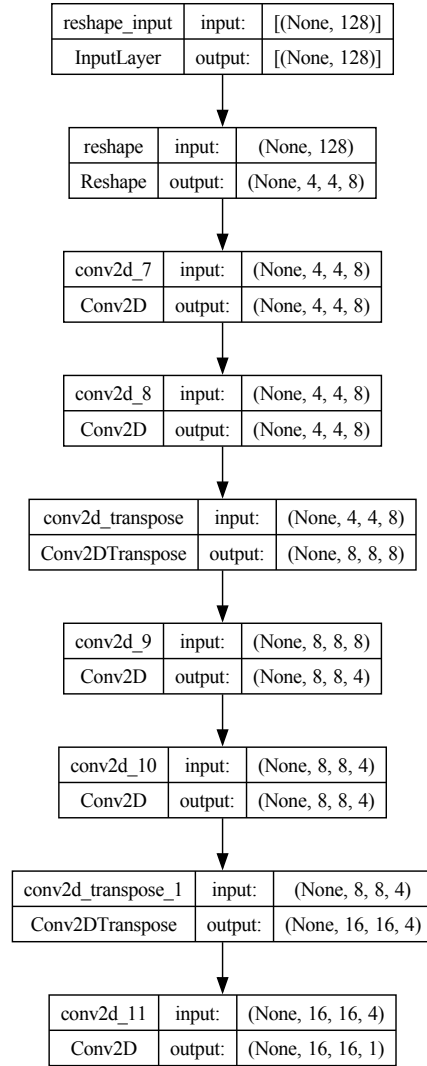 reshape_input input: [(None, 128)]
InputLayer output: [(None, 128)]
reshape input: (None, 128)
Reshape output: (None, 4, 4, 8)
conv2d_7 input: (None, 4, 4, 8)
Conv2D output: (None, 4, 4, 8)
conv2d_8 input: (None, 4, 4, 8)
Conv2D output: (None, 4, 4, 8)
conv2d_transpose input: (None, 4, 4, 8)
Conv2DTranspose output: (None, 8, 8, 8)
conv2d_9 input: (None, 8, 8, 8)
Conv2D output: (None, 8, 8, 4)
conv2d_10 input: (None, 8, 8, 4)
Conv2D output: (None, 8, 8, 4)
conv2d_transpose_1 input: (None, 8, 8, 4)
Conv2DTranspose output: (None, 16, 16, 4)
conv2d_11 input: (None, 16, 16, 4)
Conv2D output: (None, 16, 16, 1)